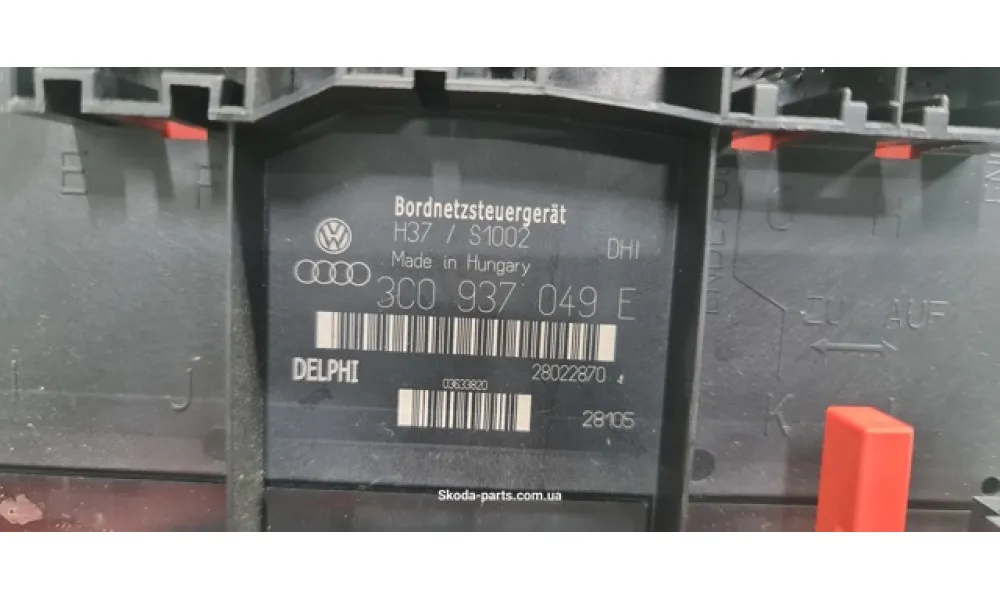 E
F
Bordnetzsteuergerät
H37 / S1002
DHI
Made in Hungary
3C0 937 049 E
DELPHI
28022870
03633820
28105
G
H
ZU
AUF
J
K
Skoda-parts.com.ua